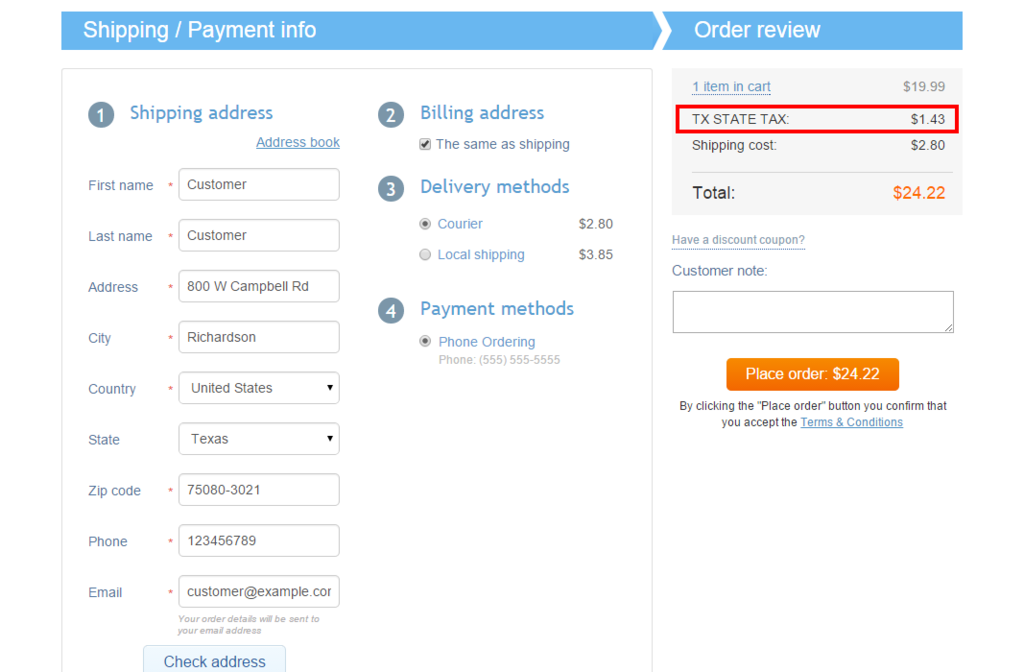 Shipping / Payment info
Order review
1 Shipping address
Address book
First name * Customer
Last name * Customer
Address * 800 W Campbell Rd
City * Richardson
Country * United States
State Texas
Zip code * 75080-3021
Phone * 123456789
Email * customer@example.cor
Your order details will be sent to
your email address
Check address
2 Billing address
The same as shipping
3 Delivery methods
Courier $2.80
Local shipping $3.85
4 Payment methods
Phone Ordering
Phone: (555) 555-5555
1 item in cart $19.99
TX STATE TAX: $1.43
Shipping cost: $2.80
Total: $24.22
Have a discount coupon?
Customer note:
Place order: $24.22
By clicking the "Place order" button you confirm that
you accept the Terms & Conditions